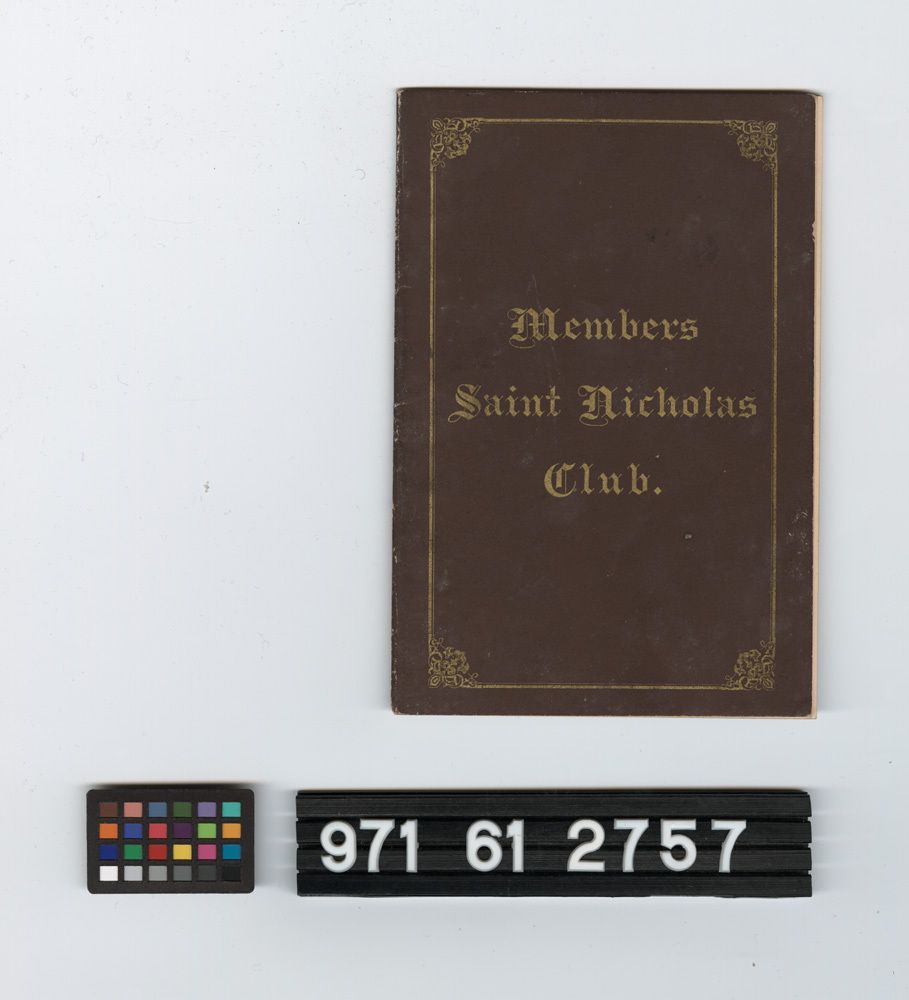 Members
Saint Nicholas
Club.
971 61 2757